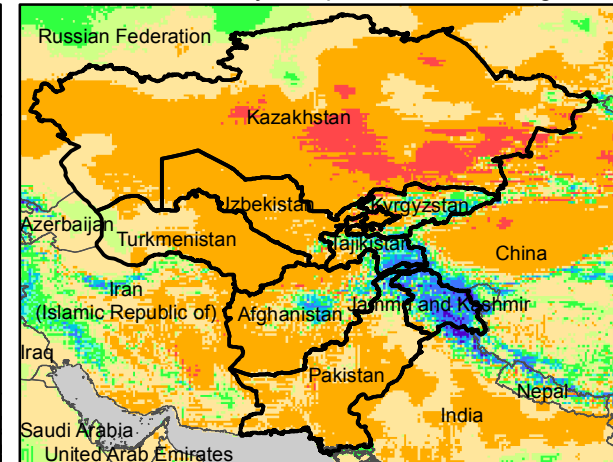 Russian Federation
Kazakhstan
Uzbekistan
Kyrgyzstan
Azerbaijan
Turkmenistan
Tajikistan
China
Iran
(Islamic Republic of)
Afghanistan
Jammu and Kashmir
Iraq
Pakistan
Nepal
India
Saudi Arabia
United Arab Emirates